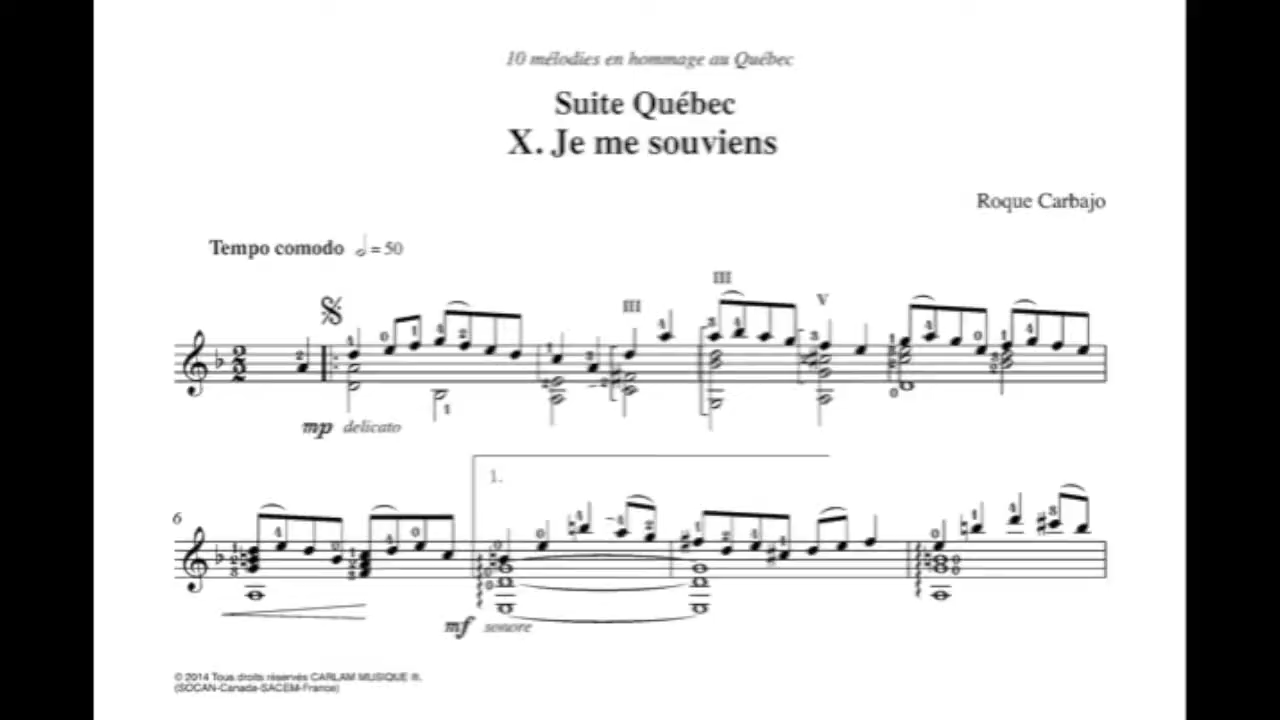 10 mélodies en hommage au Québec
Suite Québec
X. Je me souviens
Roque Carbajo
Tempo comodo 𝅗𝅥 = 50
III
III
V
mp delicato
6
1.
mf sonore
© 2014 Tous droits réservés CARLAM MUSIQUE ®.
(SOCAN-Canada-SACEM-France)